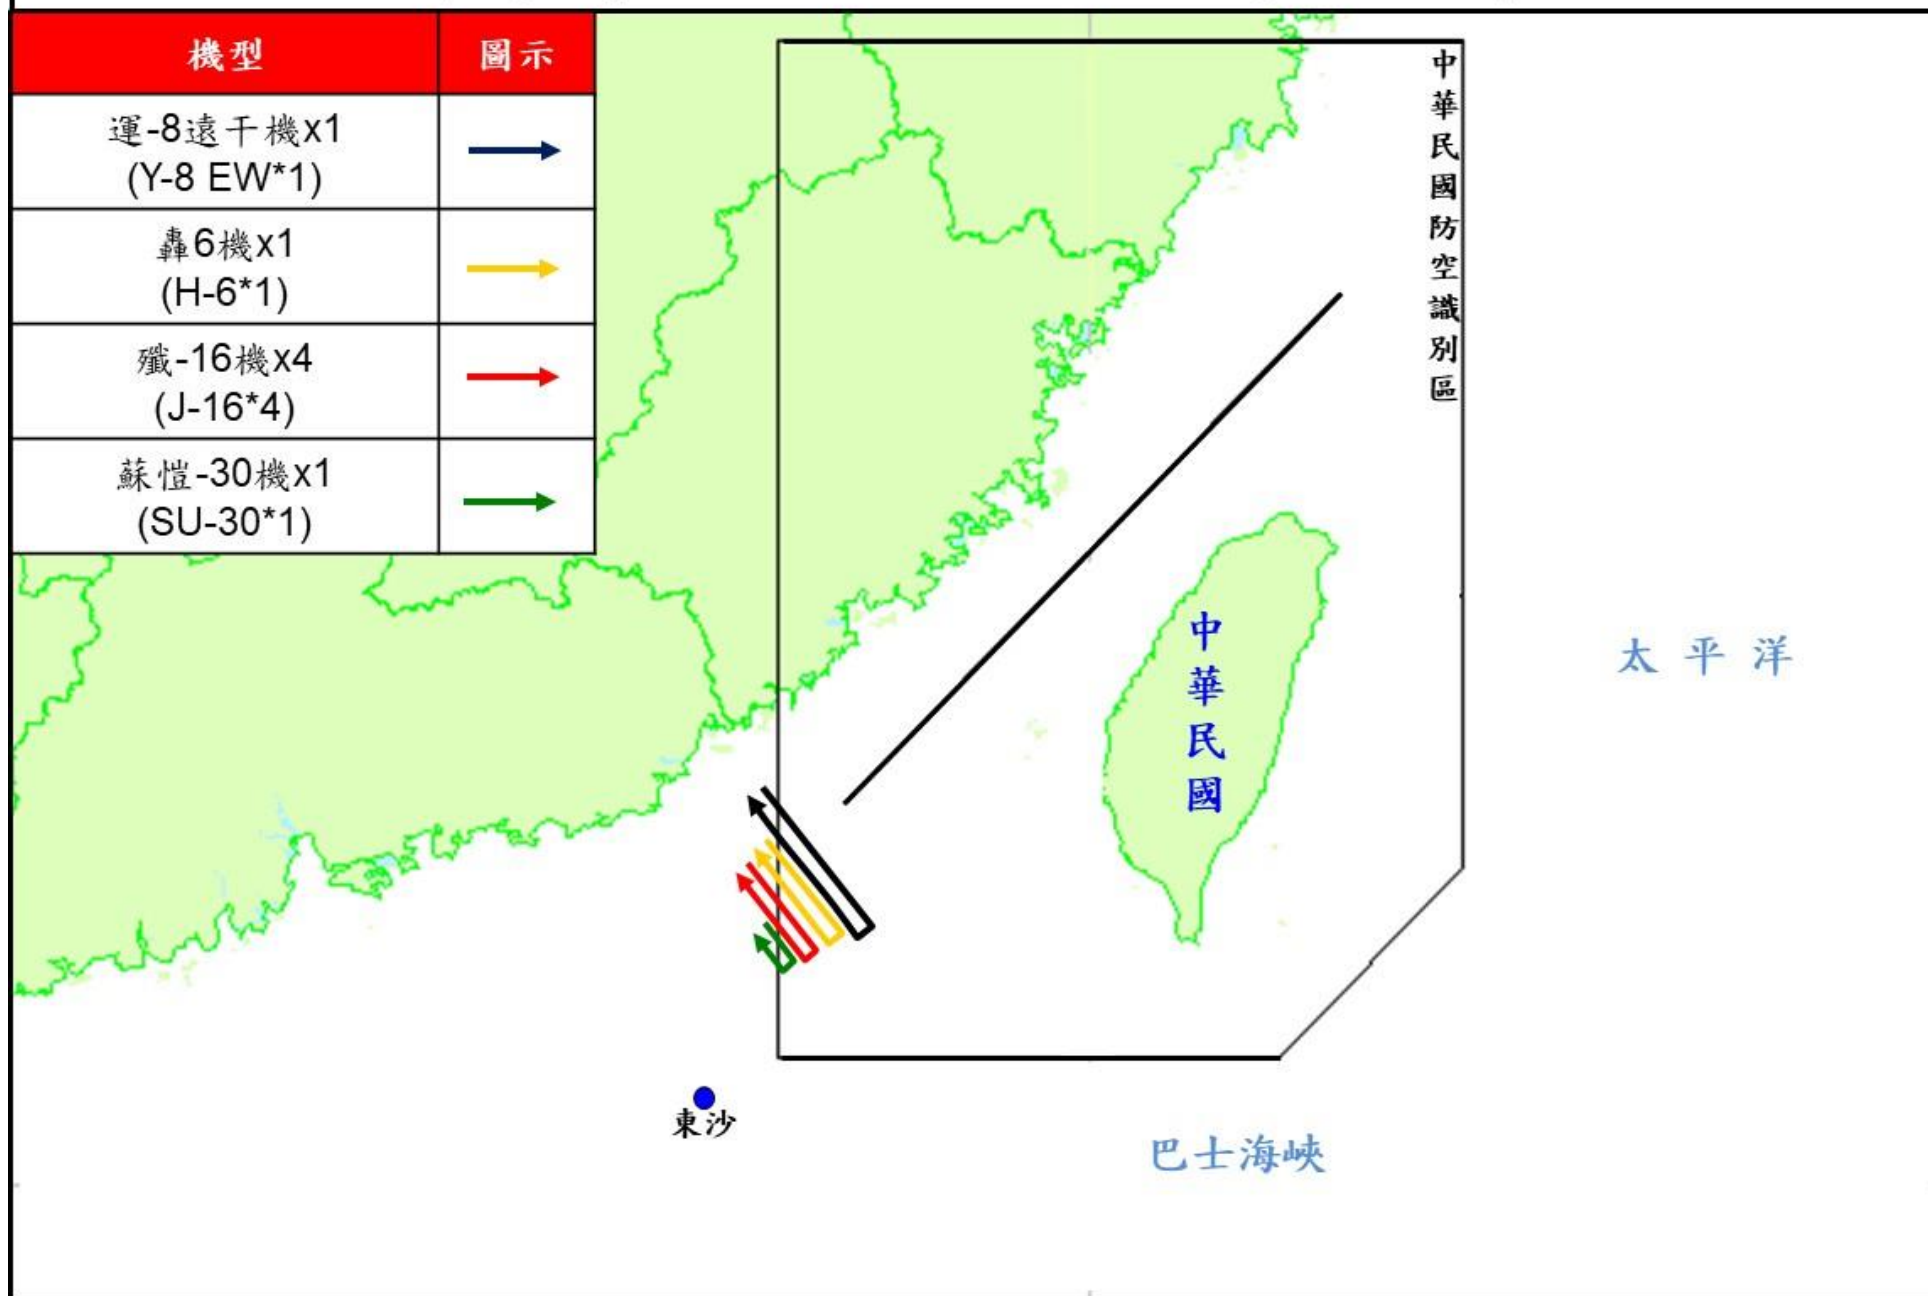 機型 圖示
運-8遠干機x1
(Y-8 EW*1)
轟6機x1
(H-6*1)
殲-16機x4
(J-16*4)
蘇愷-30機x1
(SU-30*1)
中華民國防空識別區
中華民國
太平洋
東沙
巴士海峽